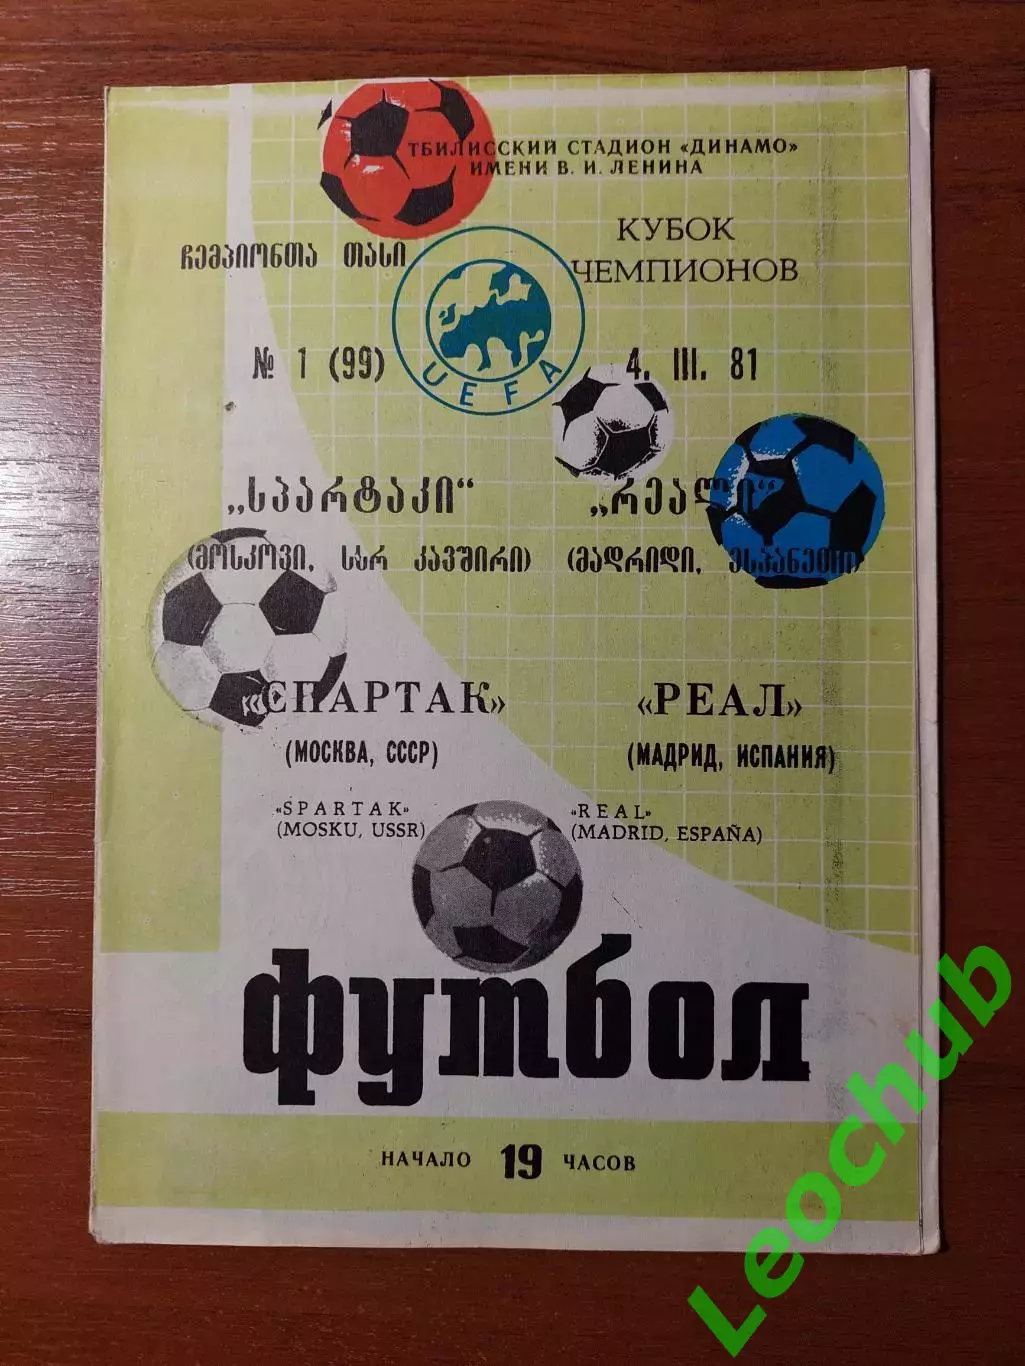 ТБИЛИССКИЙ СТАДИОН «ДИНАМО»
ИМЕНИ В. И. ЛЕНИНА
ჩემპიონთა თასი
КУБОК
ЧЕМПИОНОВ
UEFA
№ 1 (99)
4. III. 81
„სპარტაკი“
„რეალი“
(მოსკოვი, სსრ კავშირი)
(მადრიდი, ესპანეთი)
«СПАРТАК»
«РЕАЛ»
(МОСКВА, СССР)
(МАДРИД, ИСПАНИЯ)
«SPARTAK»
(MOSKU, USSR)
«REAL»
(MADRID, ESPAÑA)
футбол
НАЧАЛО 19 ЧАСОВ
Leochub